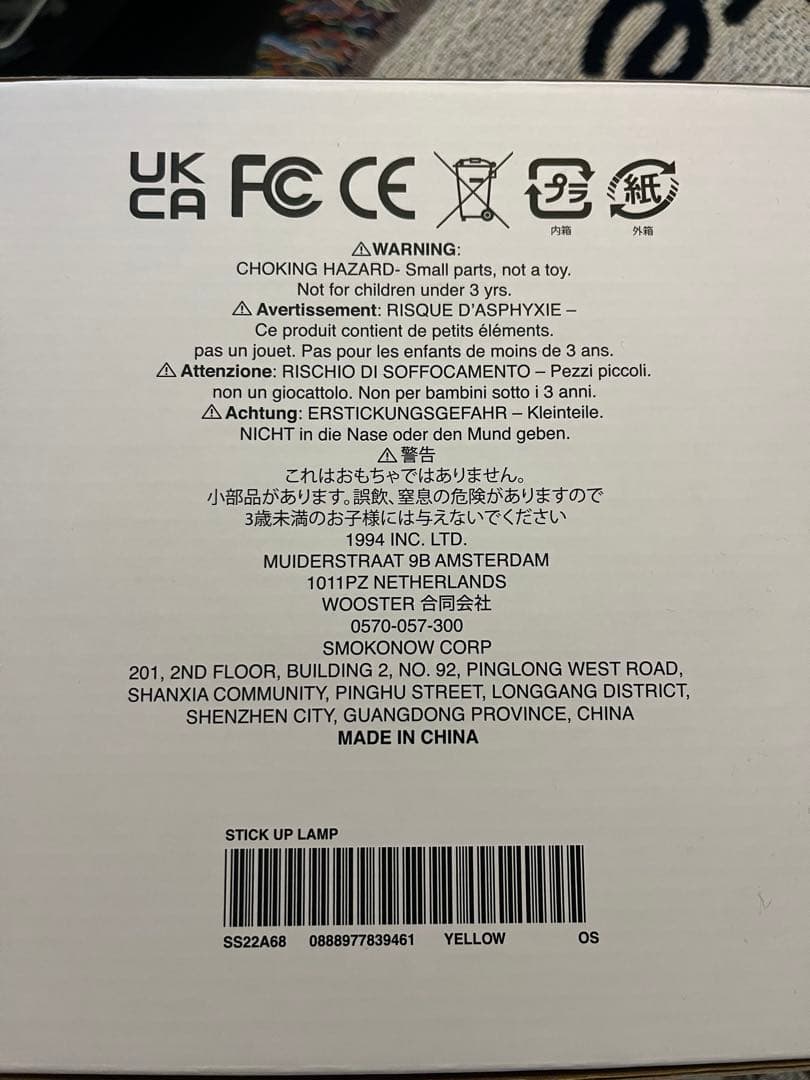 UK
CA FC CE プラ 紙
内箱 外箱
⚠WARNING:
CHOKING HAZARD- Small parts, not a toy.
Not for children under 3 yrs.
⚠ Avertissement: RISQUE D'ASPHYXIE –
Ce produit contient de petits éléments.
pas un jouet. Pas pour les enfants de moins de 3 ans.
⚠ Attenzione: RISCHIO DI SOFFOCAMENTO – Pezzi piccoli.
non un giocattolo. Non per bambini sotto i 3 anni.
⚠ Achtung: ERSTICKUNGSGEFAHR – Kleinteile.
NICHT in die Nase oder den Mund geben.
⚠ 警告
これはおもちゃではありません。
小部品があります。誤飲、窒息の危険がありますので
3歳未満のお子様には与えないでください
1994 INC. LTD.
MUIDERSTRAAT 9B AMSTERDAM
1011PZ NETHERLANDS
WOOSTER 合同会社
0570-057-300
SMOKONOW CORP
201, 2ND FLOOR, BUILDING 2, NO. 92, PINGLONG WEST ROAD,
SHANXIA COMMUNITY, PINGHU STREET, LONGGANG DISTRICT,
SHENZHEN CITY, GUANGDONG PROVINCE, CHINA
MADE IN CHINA
STICK UP LAMP
SS22A68 0888977839461 YELLOW OS